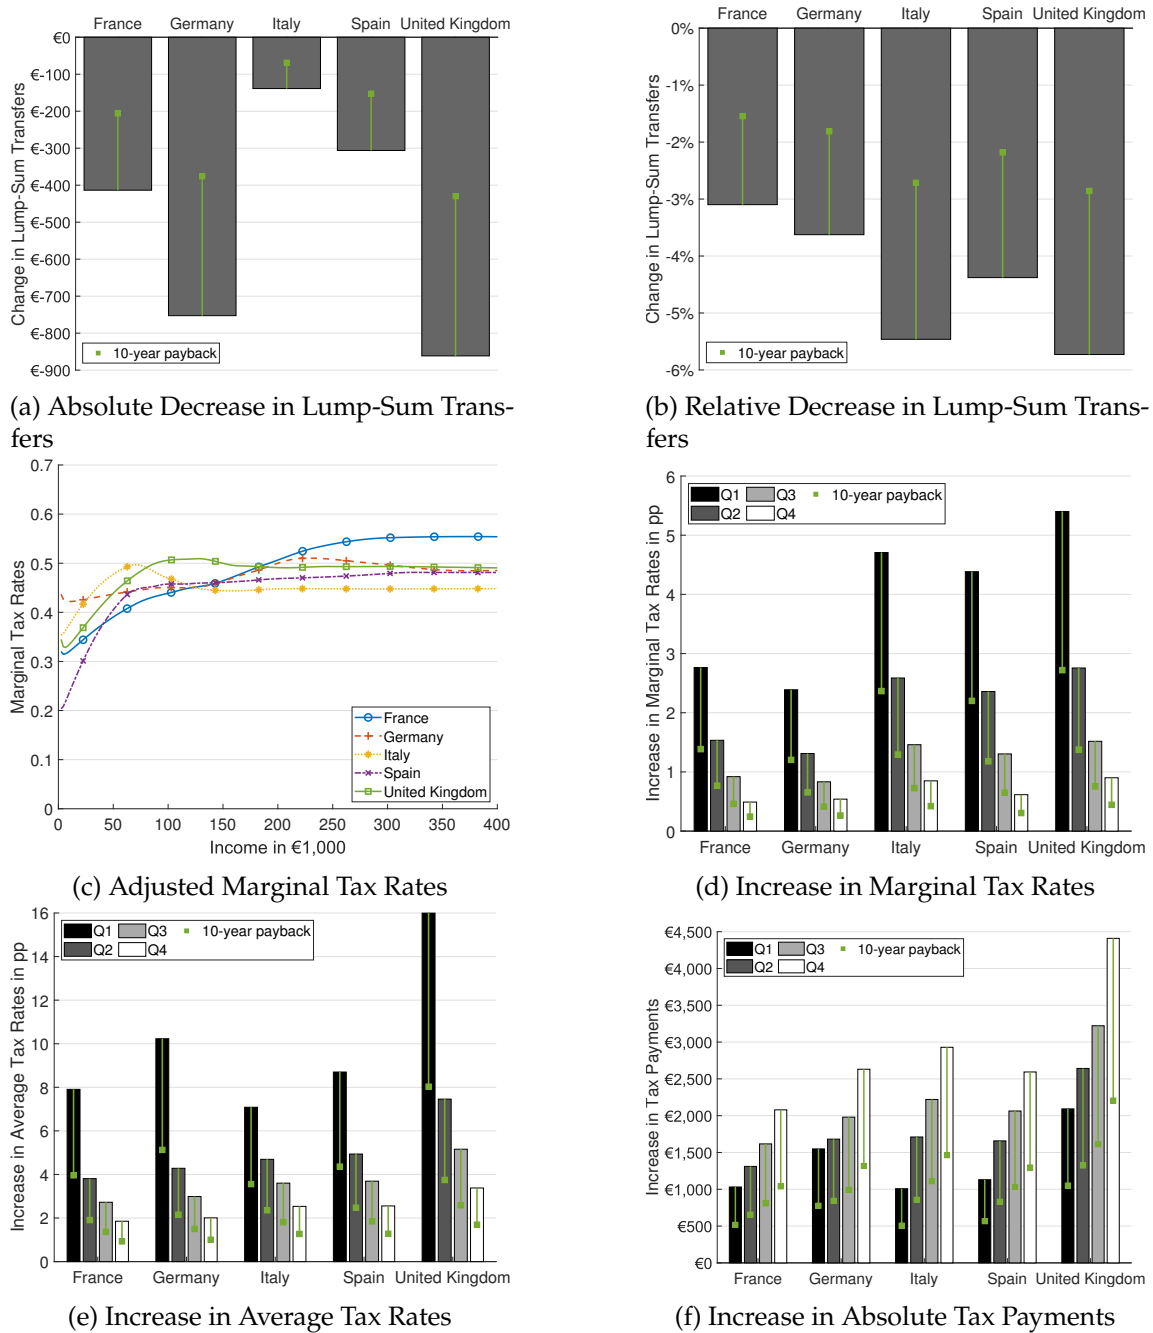 France Germany Italy Spain United Kingdom
€0
€-100
€-200
€-300
€-400
€-500
€-600
€-700
€-800
€-900
Change in Lump-Sum Transfers
10-year payback
(a) Absolute Decrease in Lump-Sum Trans-
fers
France Germany Italy Spain United Kingdom
0%
-1%
-2%
-3%
-4%
-5%
-6%
Change in Lump-Sum Transfers
10-year payback
(b) Relative Decrease in Lump-Sum Trans-
fers
0.7
0.6
0.5
0.4
0.3
0.2
0.1
0
Marginal Tax Rates
France
Germany
Italy
Spain
United Kingdom
0 50 100 150 200 250 300 350 400
Income in €1,000
(c) Adjusted Marginal Tax Rates
6
5
4
3
2
1
0
Increase in Marginal Tax Rates in pp
Q1 Q3 10-year payback
Q2 Q4
France Germany Italy Spain United Kingdom
(d) Increase in Marginal Tax Rates
16
14
12
10
8
6
4
2
0
Increase in Average Tax Rates in pp
Q1 Q3 10-year payback
Q2 Q4
France Germany Italy Spain United Kingdom
(e) Increase in Average Tax Rates
€4,500
€4,000
€3,500
€3,000
€2,500
€2,000
€1,500
€1,000
€500
€0
Increase in Tax Payments
Q1 Q3 10-year payback
Q2 Q4
France Germany Italy Spain United Kingdom
(f) Increase in Absolute Tax Payments